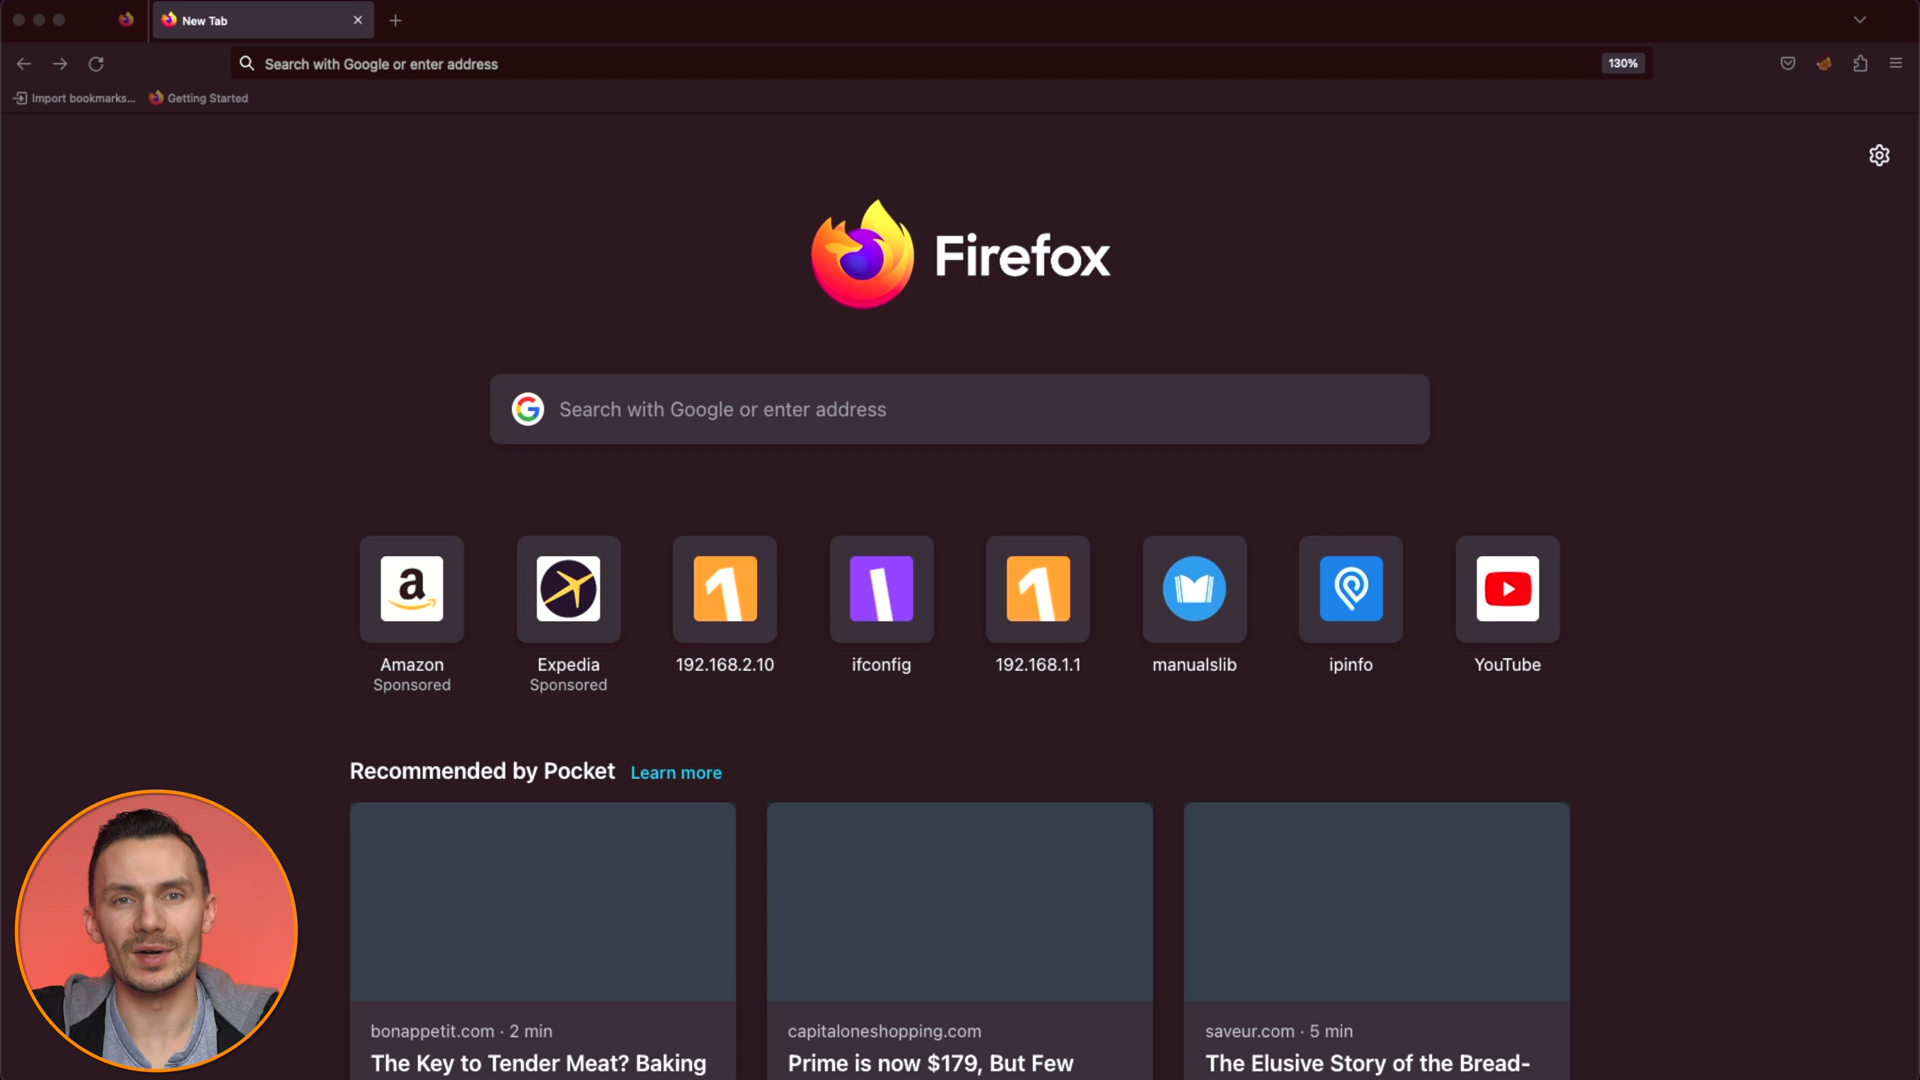 New Tab
Search with Google or enter address
130%
Import bookmarks...
Getting Started
Firefox
Search with Google or enter address
Amazon
Sponsored
Expedia
Sponsored
192.168.2.10
ifconfig
192.168.1.1
manualslib
ipinfo
YouTube
Recommended by Pocket Learn more
bonappetit.com · 2 min
The Key to Tender Meat? Baking
capitaloneshopping.com
Prime is now $179, But Few
saveur.com · 5 min
The Elusive Story of the Bread-